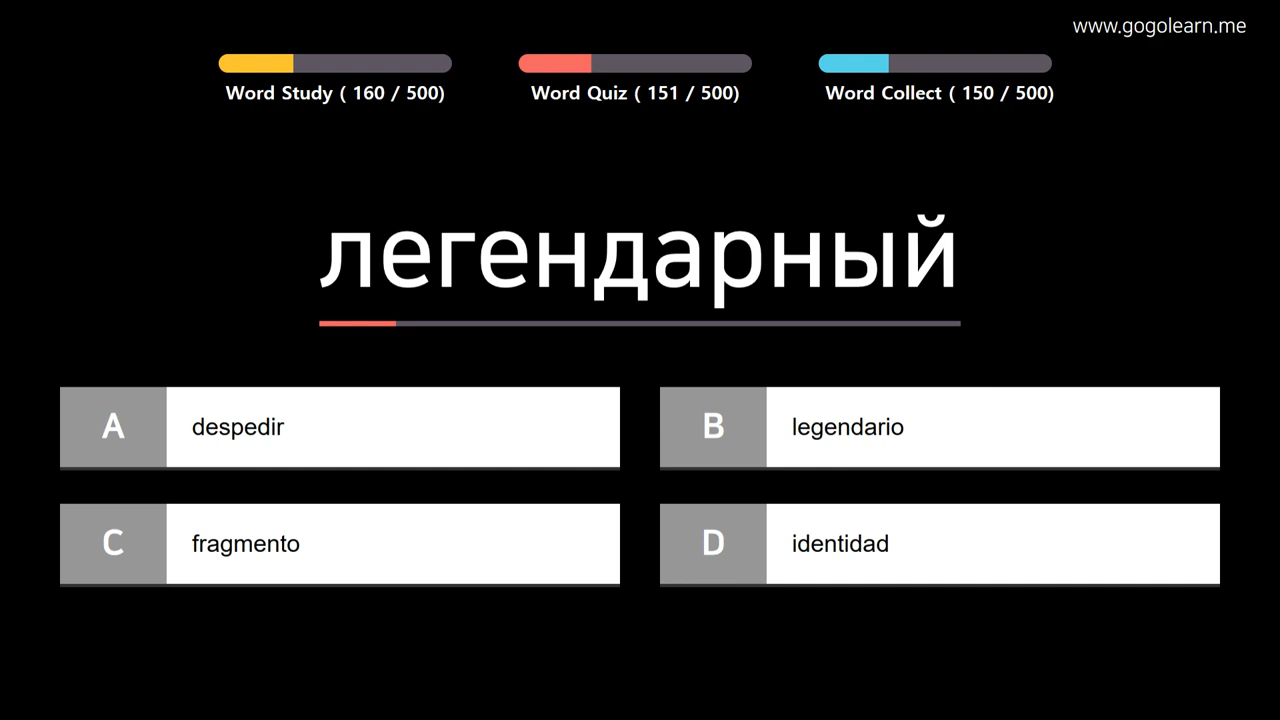 www.gogolearn.me
Word Study ( 160 / 500)
Word Quiz ( 151 / 500)
Word Collect ( 150 / 500)
легендарный
A despedir
B legendario
C fragmento
D identidad